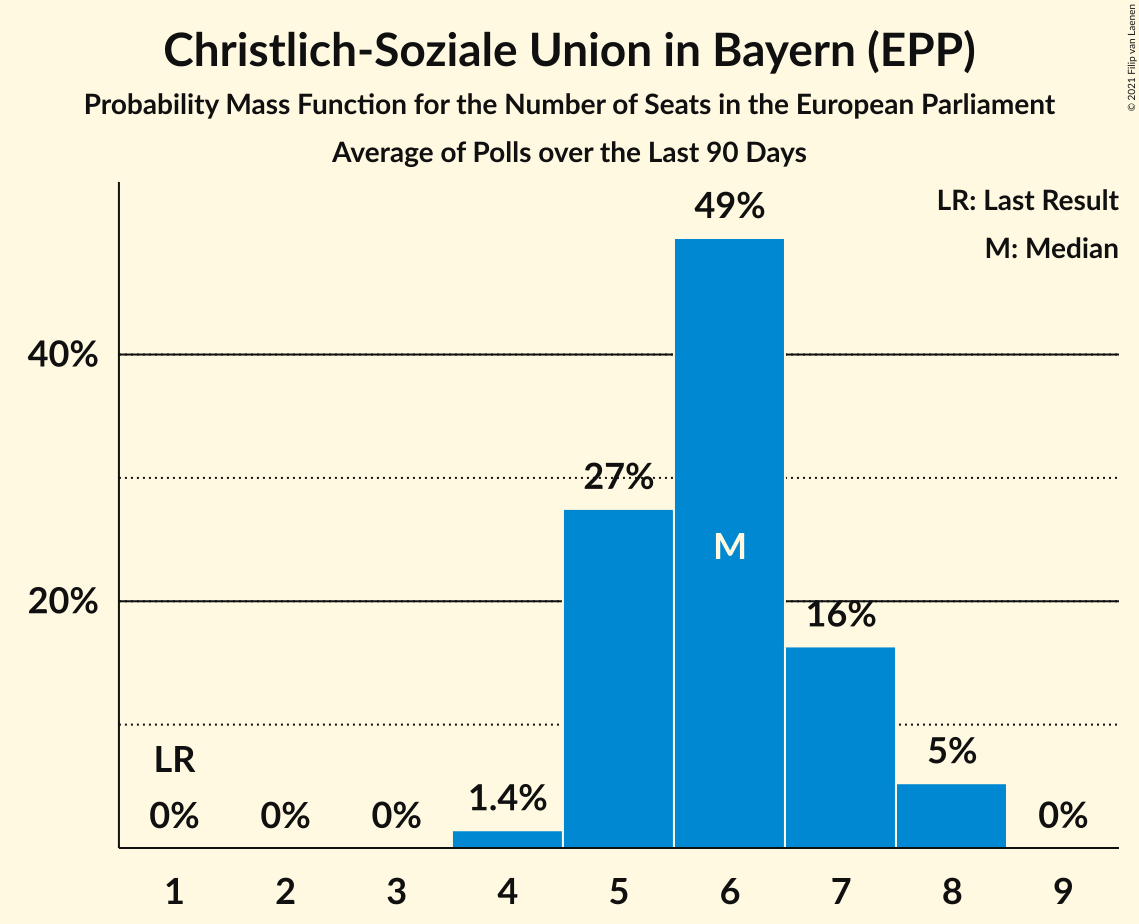 Christlich-Soziale Union in Bayern (EPP)
Probability Mass Function for the Number of Seats in the European Parliament
Average of Polls over the Last 90 Days
© 2021 Filip van Laenen
LR: Last Result
M: Median
49%
40%
27%
M
20%
16%
LR
5%
1.4%
0% 0% 0% 0%
1 2 3 4 5 6 7 8 9